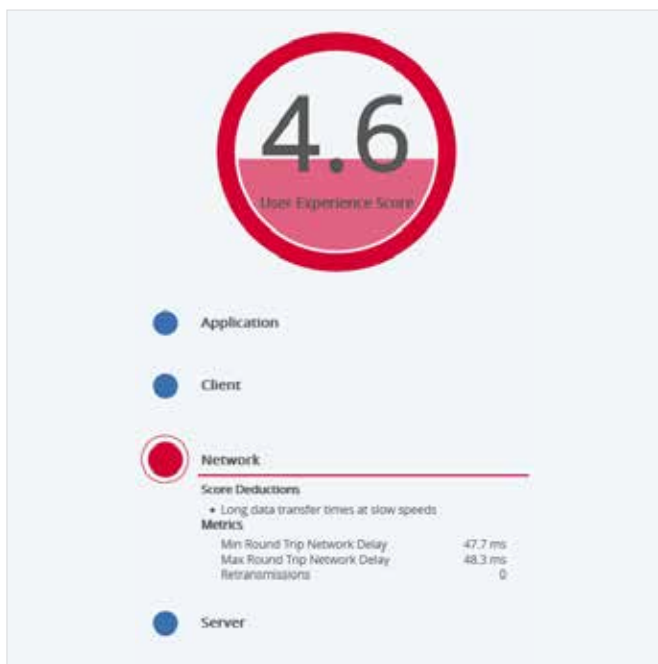 4.6
User Experience Score
Application
Client
Network
Score Deductions
• Long data transfer times at slow speeds
Metrics
Min Round Trip Network Delay 47.7 ms
Max Round Trip Network Delay 48.3 ms
Retransmissions 0
Server